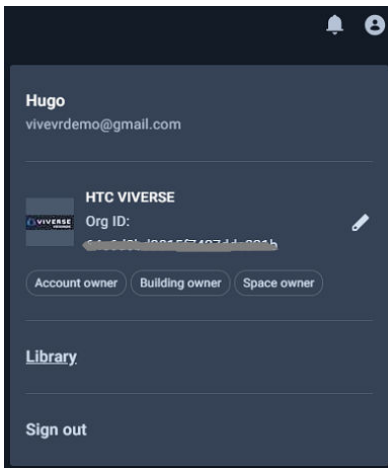 Hugo
vivevrdemo@gmail.com
HTC VIVERSE
VIVERSE
Org ID:
Account owner
Building owner
Space owner
Library
Sign out